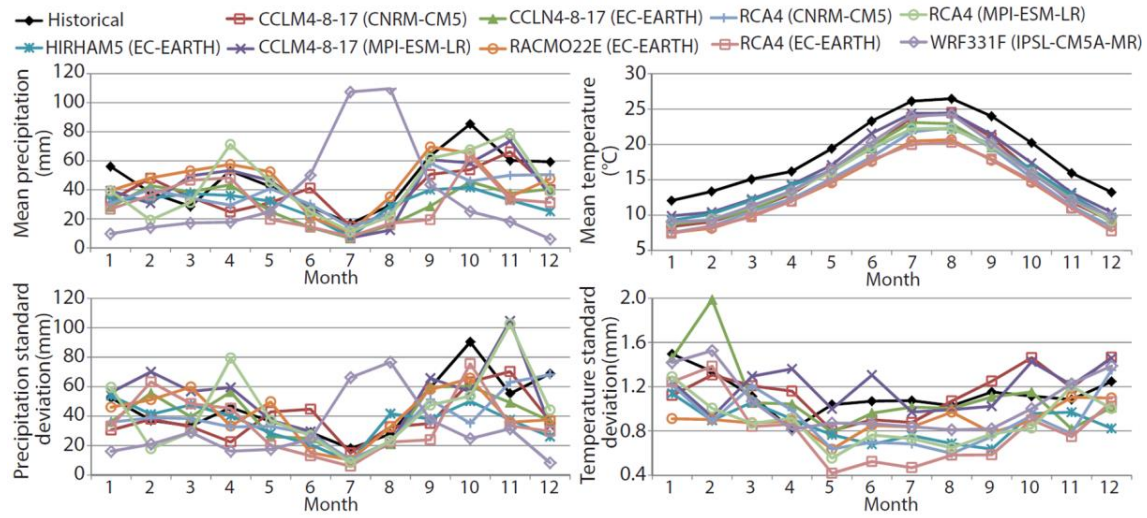 Historical CCLM4-8-17 (CNRM-CM5) CCLN4-8-17 (EC-EARTH) RCA4 (CNRM-CM5) RCA4 (MPI-ESM-LR)
HIRHAM5 (EC-EARTH) CCLM4-8-17 (MPI-ESM-LR) RACMO22E (EC-EARTH) RCA4 (EC-EARTH) WRF331F (IPSL-CM5A-MR)
Mean precipitation
(mm)
120
100
80
60
40
20
0
1 2 3 4 5 6 7 8 9 10 11 12
Month
Mean temperature
(°C)
30
25
20
15
10
5
1 2 3 4 5 6 7 8 9 10 11 12
Month
Precipitation standard
deviation(mm)
120
100
80
60
40
20
0
1 2 3 4 5 6 7 8 9 10 11 12
Month
Temperature standard
deviation(mm)
2.0
1.6
1.2
0.8
0.4
1 2 3 4 5 6 7 8 9 10 11 12
Month